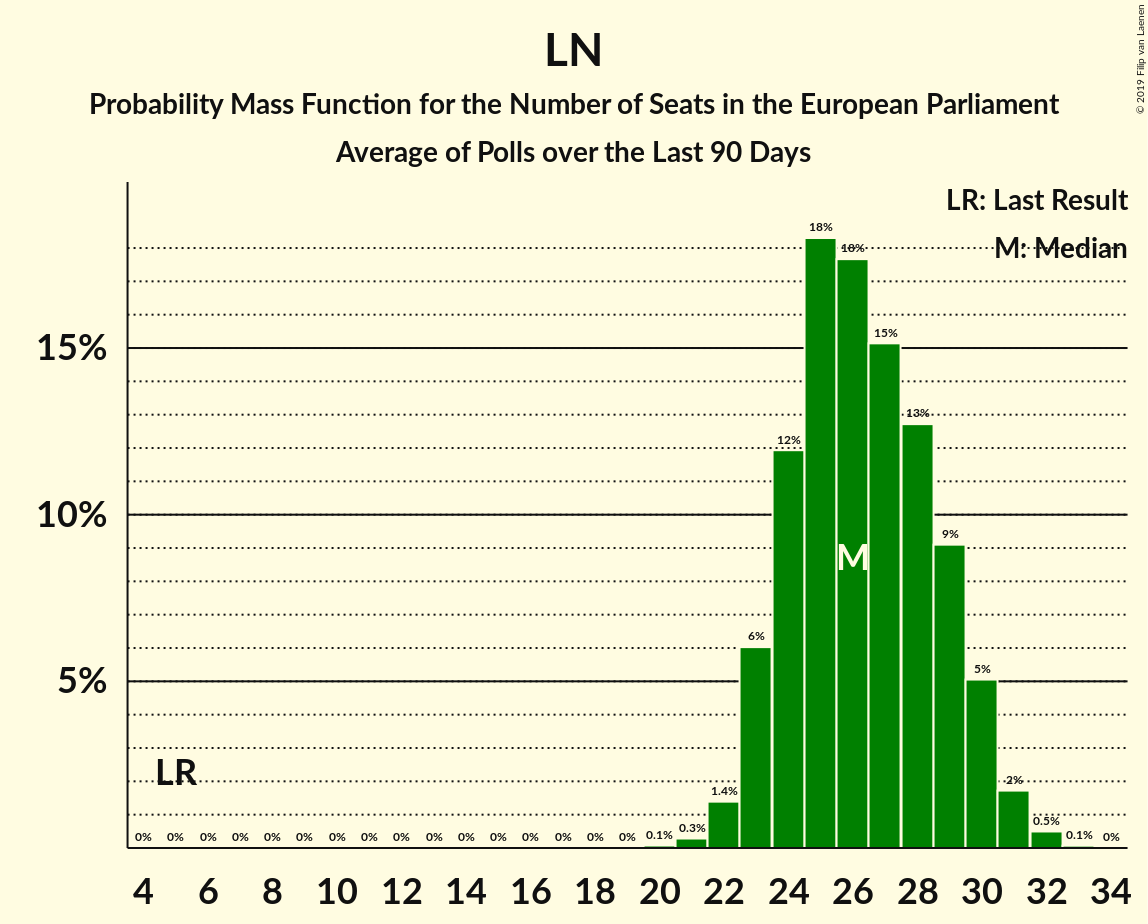 © 2019 Filip van Laenen
LN
Probability Mass Function for the Number of Seats in the European Parliament
Average of Polls over the Last 90 Days
LR: Last Result
M: Median
15%
10%
5%
LR
M
0% 0% 0% 0% 0% 0% 0% 0% 0% 0% 0% 0% 0% 0% 0% 0% 0.1% 0.3% 1.4% 6% 12% 18% 18% 15% 13% 9% 5% 2% 0.5% 0.1% 0%
4 6 8 10 12 14 16 18 20 22 24 26 28 30 32 34